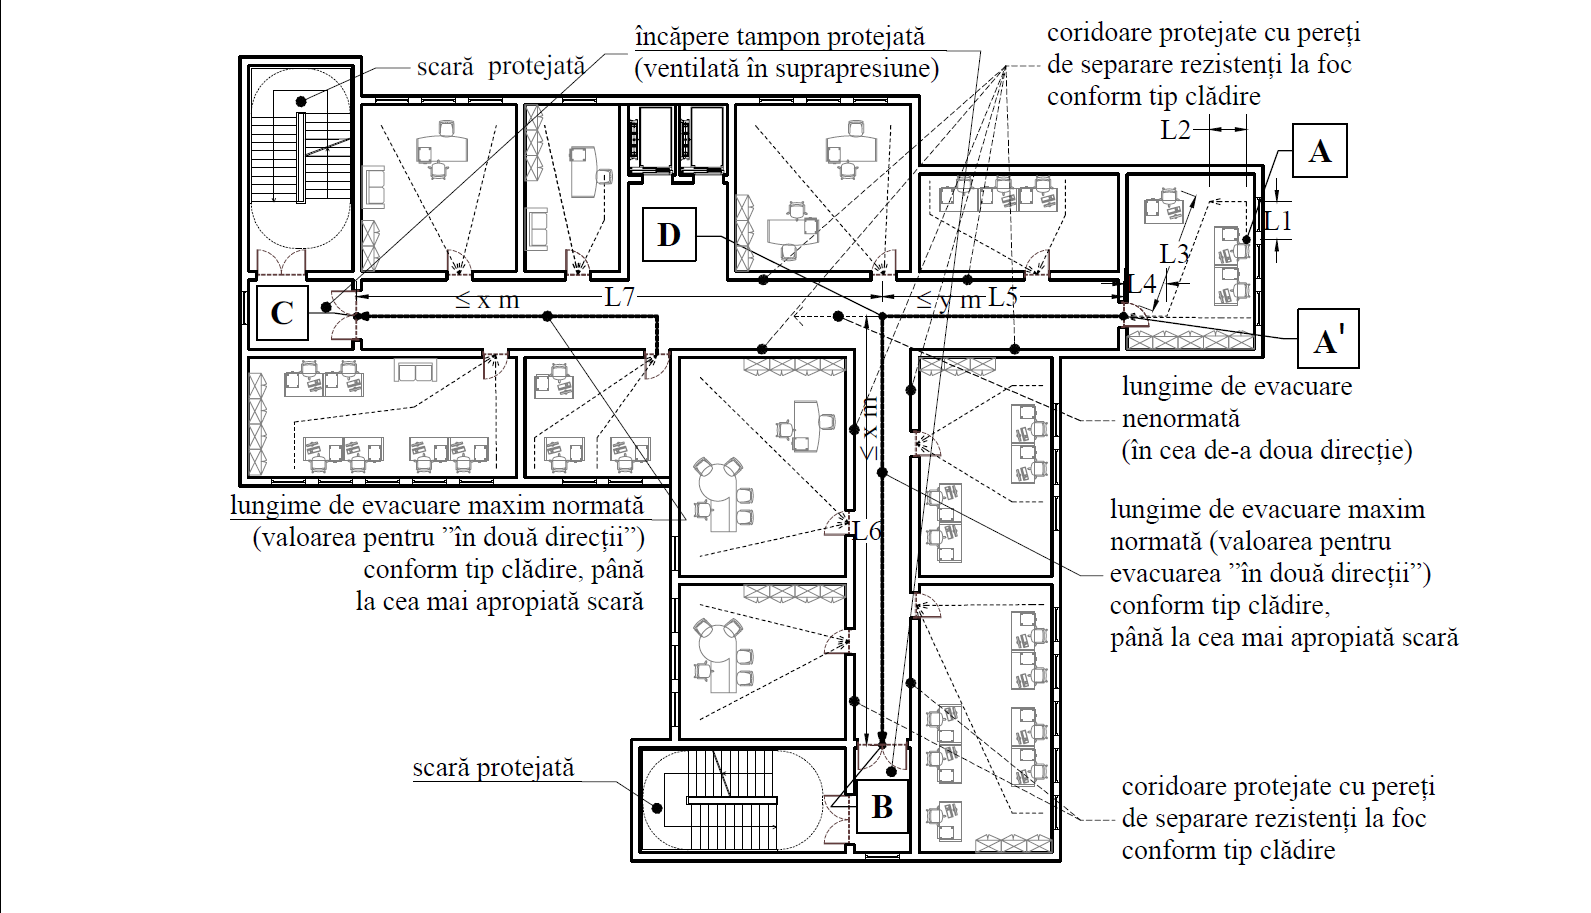 încăpere tampon protejată
(ventilată în suprapresiune)
scară protejată
coridoare protejate cu pereți
de separare rezistenți la foc
conform tip clădire
L2
A
L1
D
L3
L4
C
≤ x m
L7
≤ y m
L5
A'
≤ x m
L6
lungime de evacuare
nenormată
(în cea de-a doua direcție)
lungime de evacuare maxim normată
(valoarea pentru ”în două direcții”)
conform tip clădire, până
la cea mai apropiată scară
lungime de evacuare maxim
normată (valoarea pentru
evacuarea ”în două direcții”)
conform tip clădire,
până la cea mai apropiată scară
scară protejată
B
coridoare protejate cu pereți
de separare rezistenți la foc
conform tip clădire